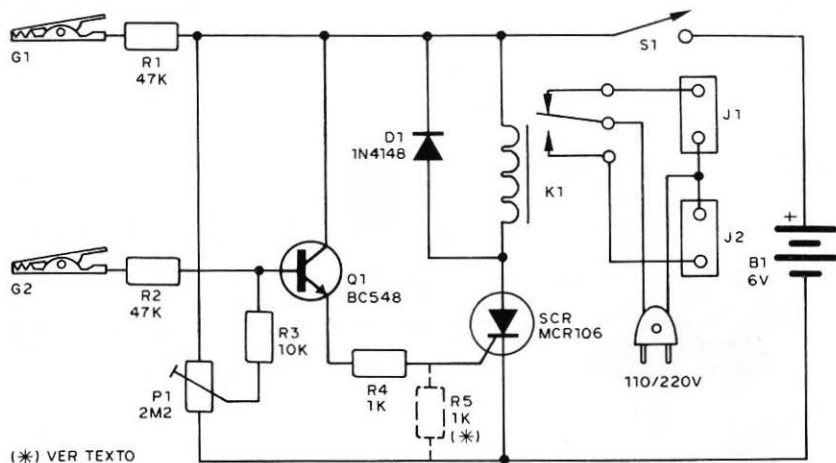 G1
R1
47K
S1
D1
1N4148
K1
J1
J2
+
B1
6V
G2
R2
47K
Q1
BC548
R3
10K
SCR
MCR106
P1
2M2
R4
1K
R5
1K
(*)
110/220V
(*) VER TEXTO